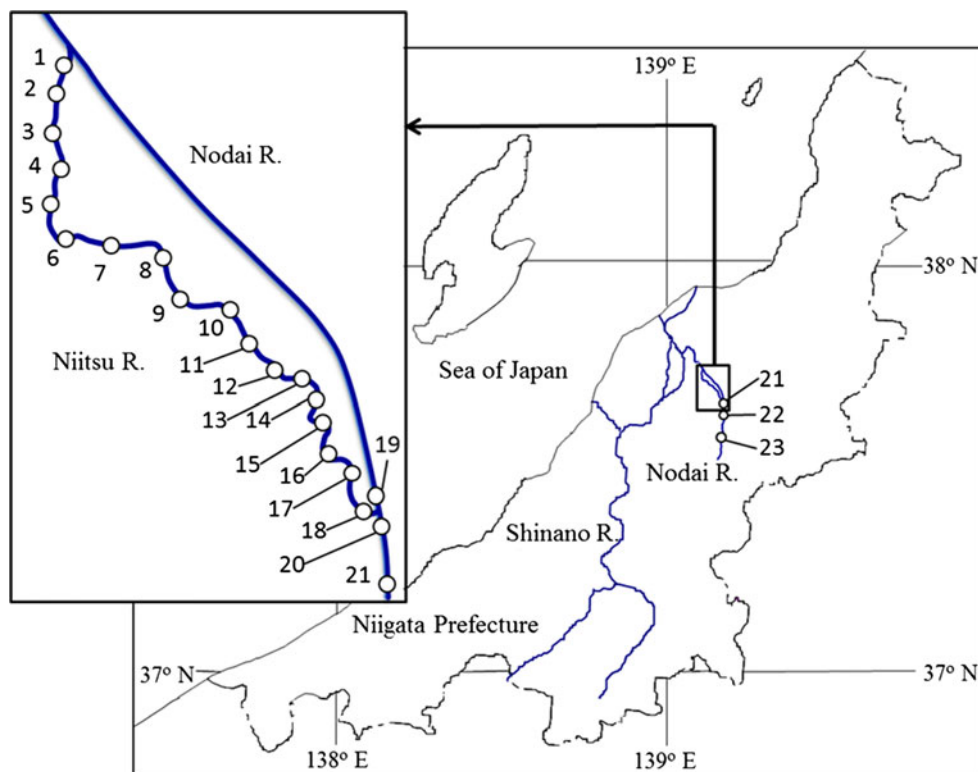 1
2
3
4
5
6
7
8
9
10
11
12
13
14
15
16
17
18
19
20
21
Nodai R.
Niitsu R.
139° E
38° N
Sea of Japan
21
22
23
Nodai R.
Shinano R.
Niigata Prefecture
37° N
37° N
138° E
139° E